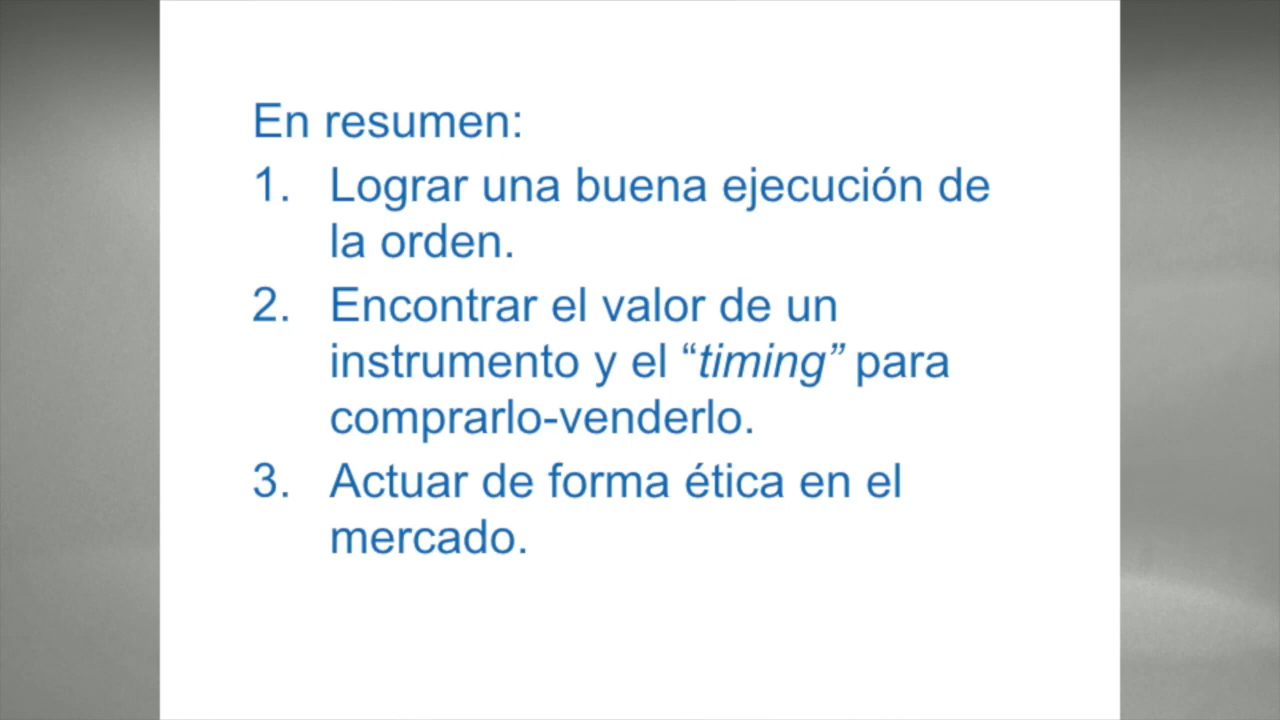 En resumen:
1. Lograr una buena ejecución de
la orden.
2. Encontrar el valor de un
instrumento y el “timing” para
comprarlo-venderlo.
3. Actuar de forma ética en el
mercado.